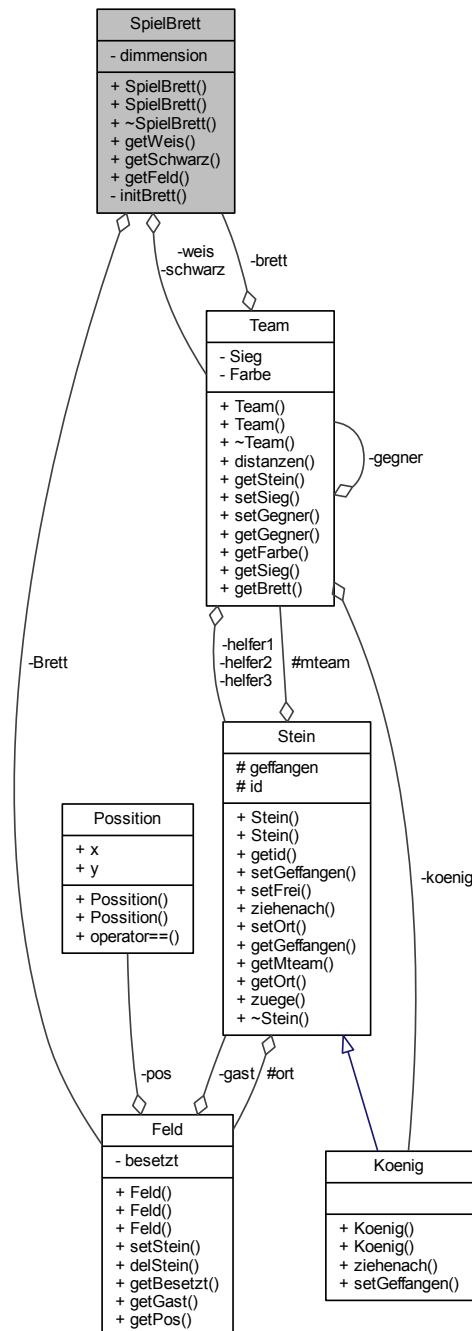 SpielBrett
- dimmension
+ SpielBrett()
+ SpielBrett()
+ ~SpielBrett()
+ getWeis()
+ getSchwarz()
+ getFeld()
- initBrett()
-weis
-schwarz
-brett
Team
- Sieg
- Farbe
+ Team()
+ Team()
+ ~Team()
+ distanzen()
+ getStein()
+ setSieg()
+ setGegner()
+ getGegner()
+ getFarbe()
+ getSieg()
+ getBrett()
-gegner
-Brett
-helfer1
-helfer2
-helfer3
#mteam
Stein
# geffangen
# id
+ Stein()
+ Stein()
+ getid()
+ setGeffangen()
+ setFrei()
+ ziehenach()
+ setOrt()
+ getGeffangen()
+ getMteam()
+ getOrt()
+ zuege()
+ ~Stein()
-koenig
Possition
+ x
+ y
+ Possition()
+ Possition()
+ operator==()
-pos
-gast
#ort
Feld
- besetzt
+ Feld()
+ Feld()
+ Feld()
+ setStein()
+ delStein()
+ getBesetzt()
+ getGast()
+ getPos()
Koenig
+ Koenig()
+ Koenig()
+ ziehenach()
+ setGeffangen()